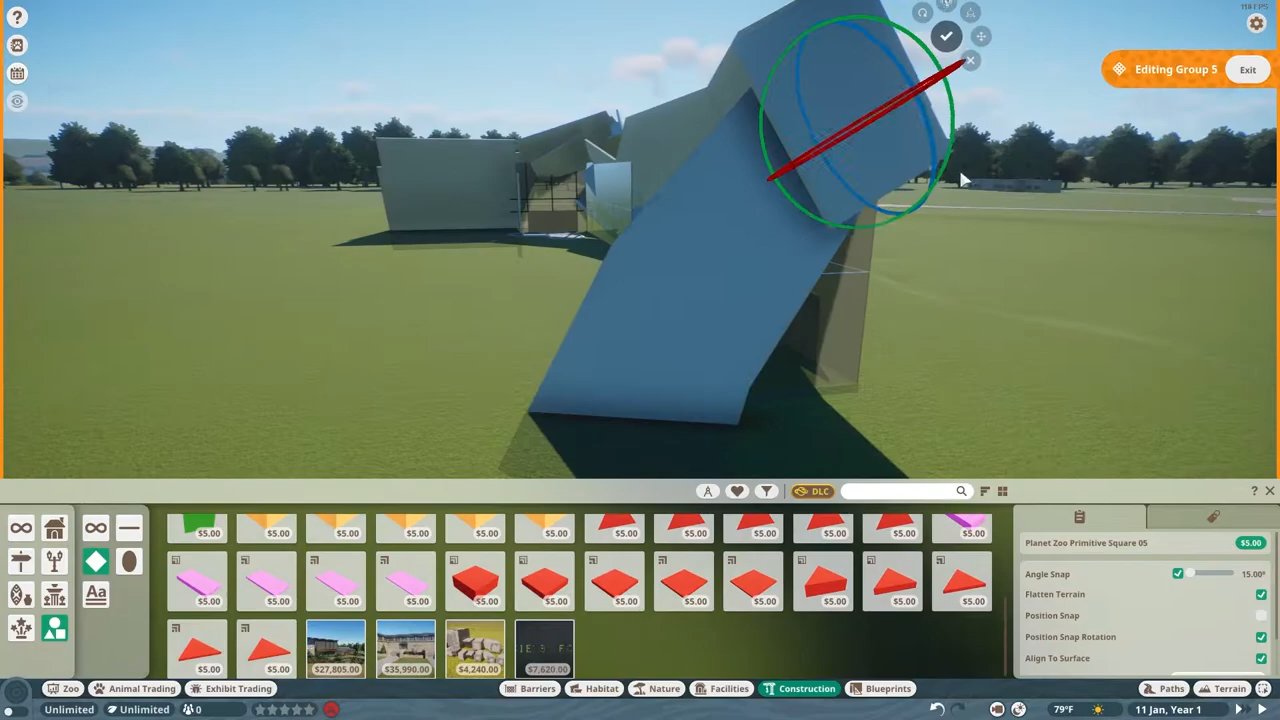 119 FPS
Editing Group 5
Exit
DLC
$5.00 $5.00 $5.00 $5.00 $5.00 $5.00 $5.00 $5.00 $5.00 $5.00 $5.00 $5.00
$5.00 $5.00 $5.00 $5.00 $5.00 $5.00 $5.00 $5.00 $5.00 $5.00 $5.00 $5.00
$5.00 $5.00 $27,805.00 $35,990.00 $4,240.00 $7,620.00
Aa
Planet Zoo Primitive Square 05 $5.00
Angle Snap 15.00°
Flatten Terrain
Position Snap
Position Snap Rotation
Align To Surface
Zoo Animal Trading Exhibit Trading Barriers Habitat Nature Facilities Construction Blueprints Paths Terrain
Unlimited Unlimited 0 79°F 11 Jan, Year 1